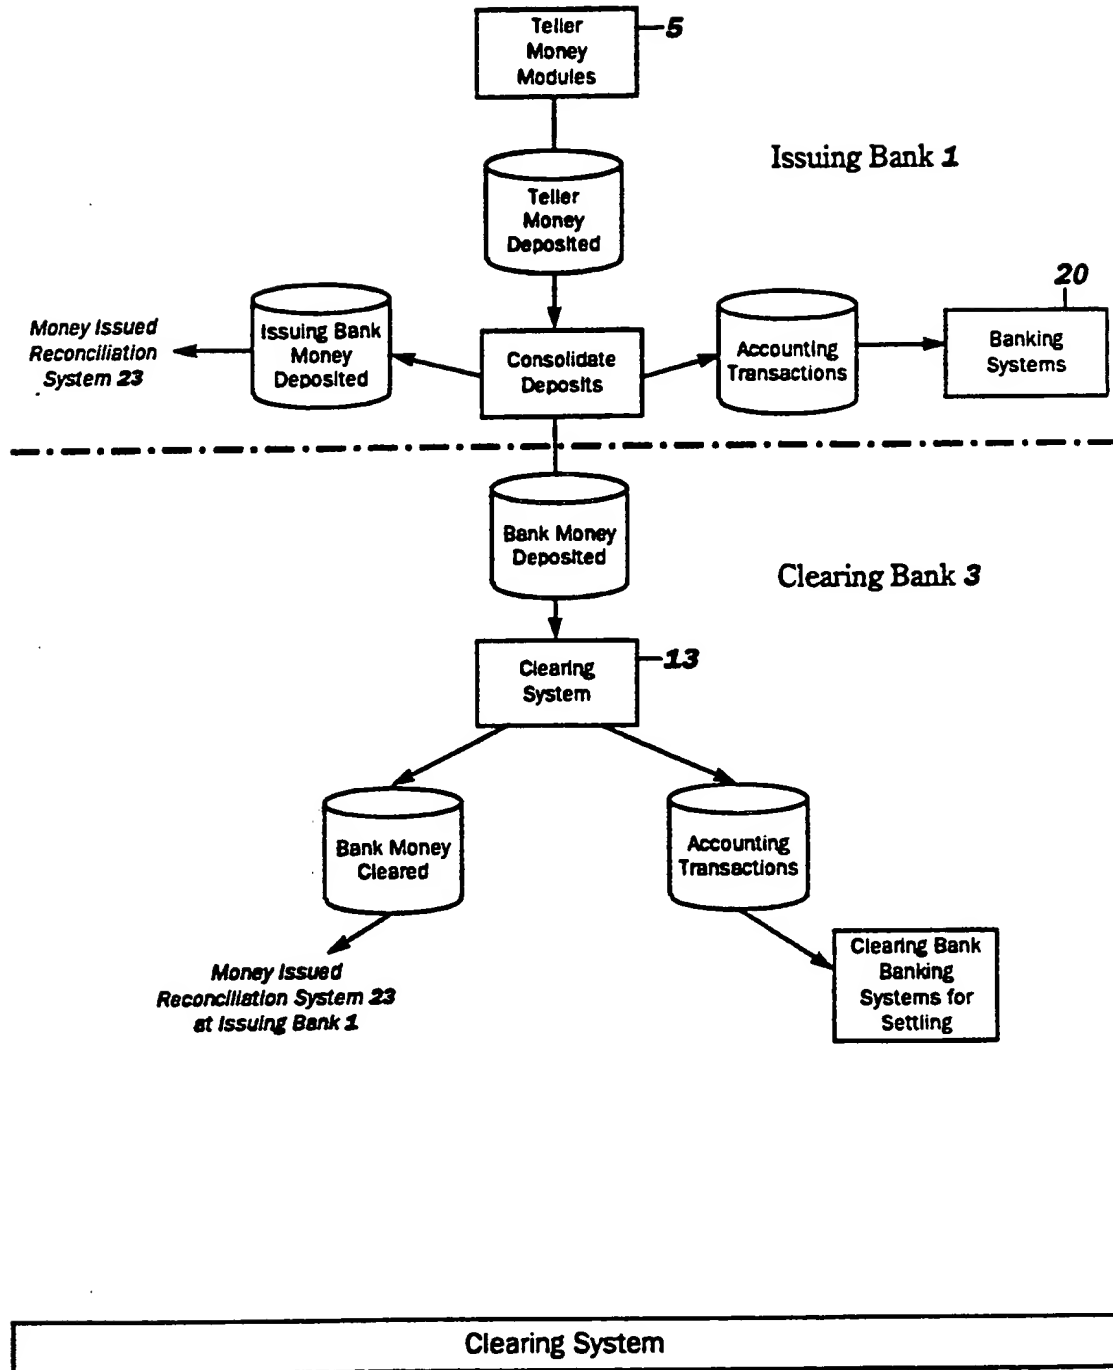 Teller
Money
Modules
5
Issuing Bank 1
Teller
Money
Deposited
20
Money Issued
Reconciliation
System 23
Issuing Bank
Money
Deposited
Consolidate
Deposits
Accounting
Transactions
Banking
Systems
Bank Money
Deposited
Clearing Bank 3
Clearing
System
13
Bank Money
Cleared
Accounting
Transactions
Money Issued
Reconciliation System 23
at Issuing Bank 1
Clearing Bank
Banking
Systems for
Settling
Clearing System